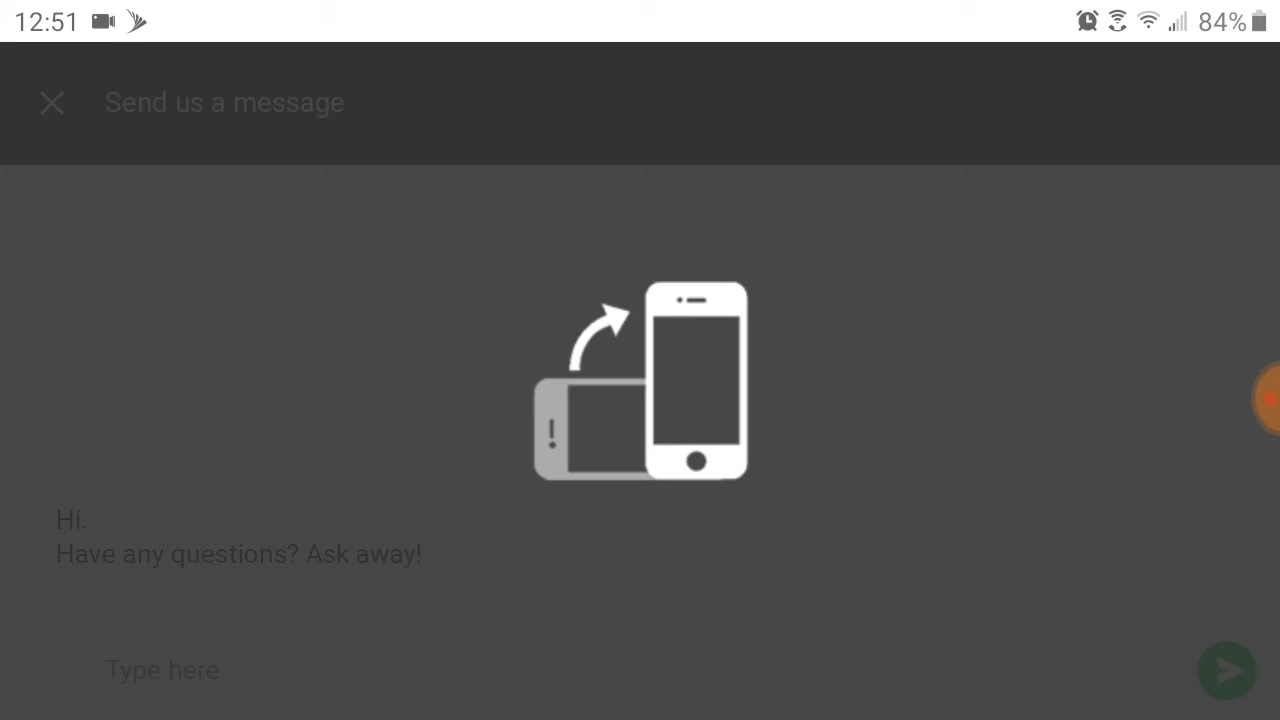 12:51
84%
Send us a message
Hi.
Have any questions? Ask away!
Type here